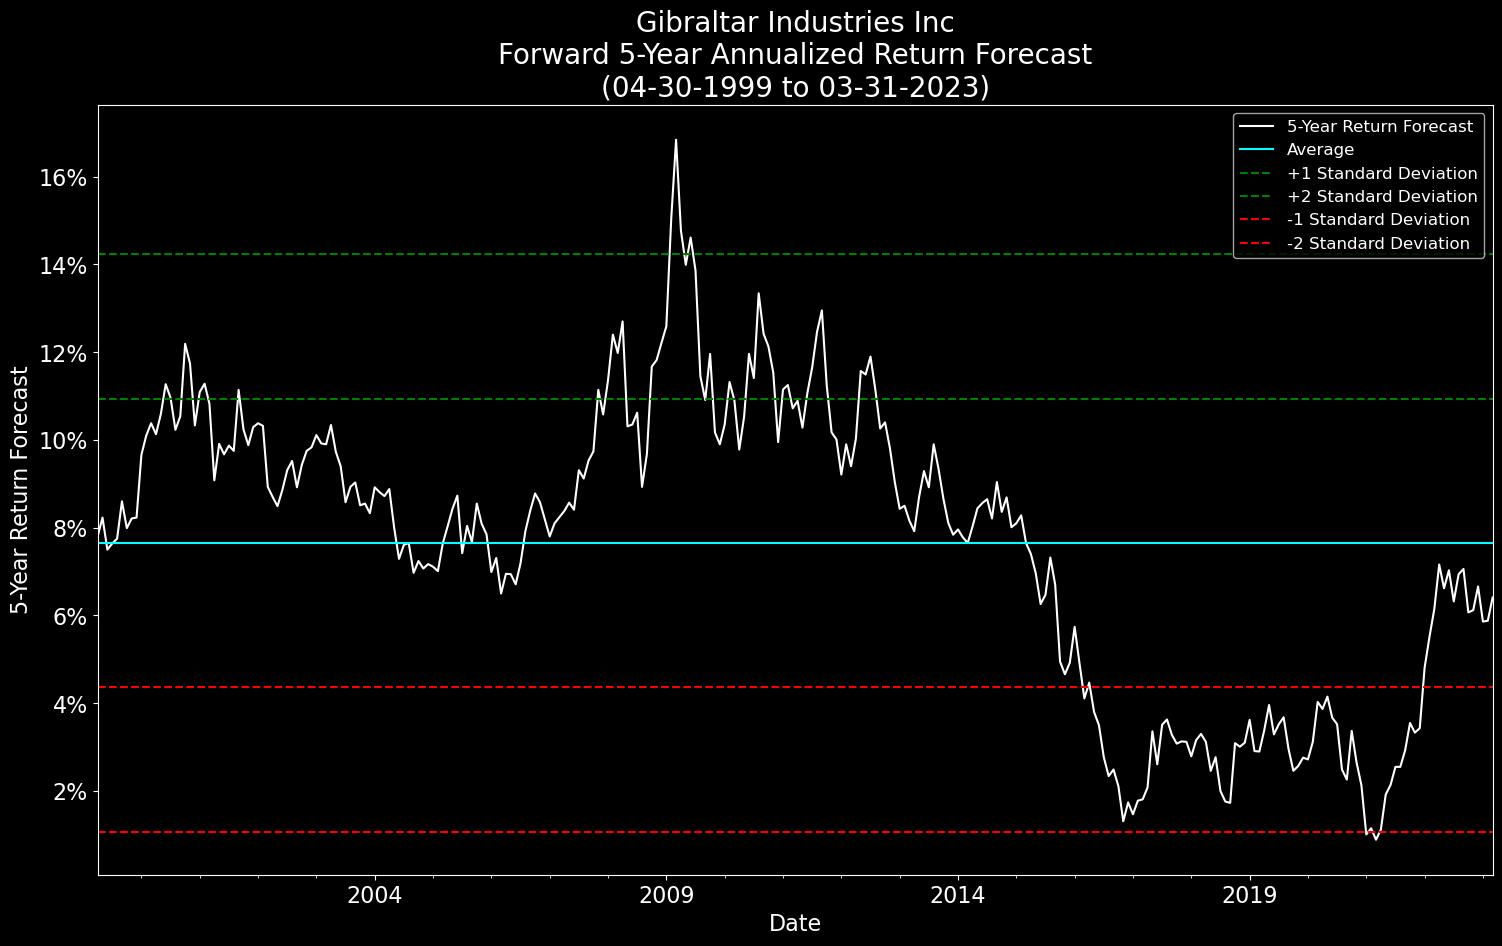 Gibraltar Industries Inc
Forward 5-Year Annualized Return Forecast
(04-30-1999 to 03-31-2023)
5-Year Return Forecast
Average
+1 Standard Deviation
+2 Standard Deviation
-1 Standard Deviation
-2 Standard Deviation
16%
14%
12%
10%
8%
6%
4%
2%
5-Year Return Forecast
2004
2009
2014
2019
Date